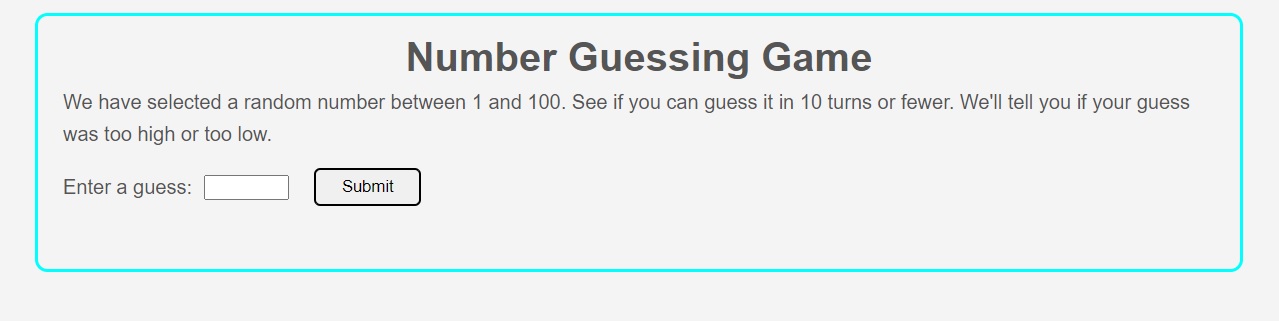 Number Guessing Game
We have selected a random number between 1 and 100. See if you can guess it in 10 turns or fewer. We'll tell you if your guess
was too high or too low.
Enter a guess: Submit